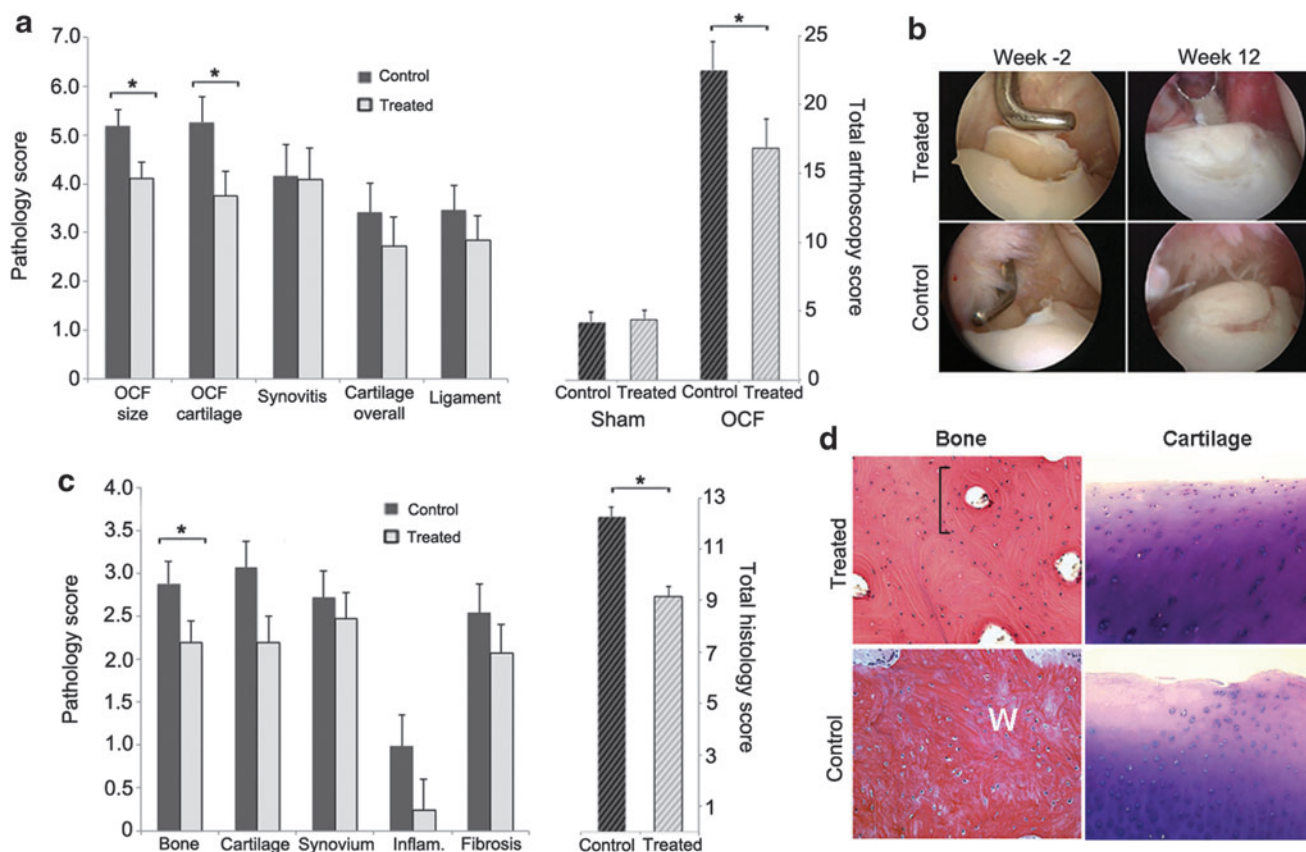 a
7.0
6.0
5.0
4.0
3.0
2.0
1.0
0
Pathology score
*
*
Control
Treated
OCF size
OCF cartilage
Synovitis
Cartilage overall
Ligament
*
25
20
15
10
5
0
Total artrhoscopy score
Control Treated
Sham
Control Treated
OCF
b
Week -2
Week 12
Treated
Control
c
4.0
3.5
3.0
2.5
2.0
1.5
1.0
0.5
0
Pathology score
*
Control
Treated
Bone
Cartilage
Synovium
Inflam.
Fibrosis
*
13
11
9
7
5
3
1
Total histology score
Control Treated
d
Bone
Cartilage
Treated
Control
W